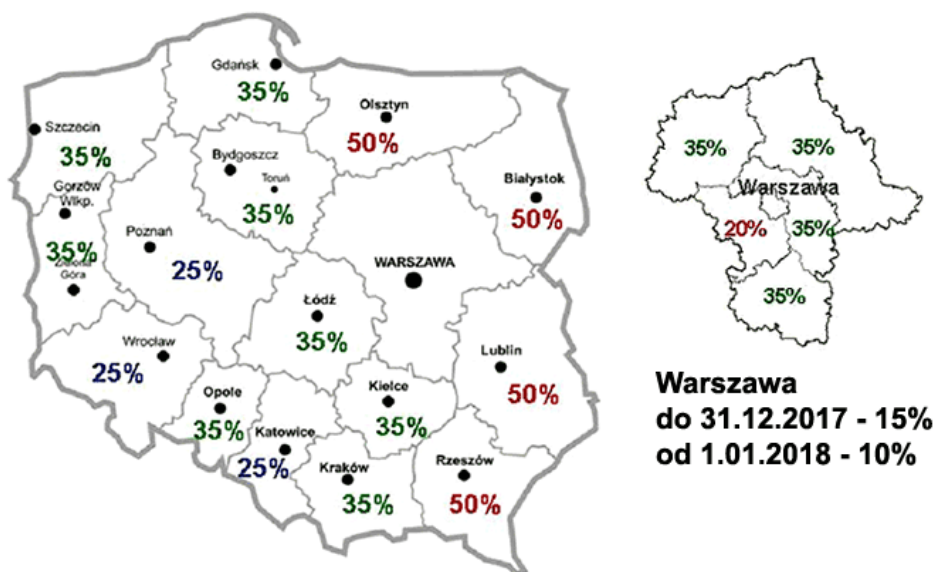 Gdańsk
35%
Olsztyn
50%
Szczecin
35%
Bydgoszcz
Toruń
35%
Białystok
50%
Gorzów
Wlkp.
35%
Zielona
Góra
Poznań
25%
WARSZAWA
Łódź
35%
Wrocław
25%
Lublin
50%
Opole
35%
Kielce
35%
Katowice
25%
Kraków
35%
Rzeszów
50%
35%
35%
Warszawa
20%
35%
35%
Warszawa
do 31.12.2017 - 15%
od 1.01.2018 - 10%